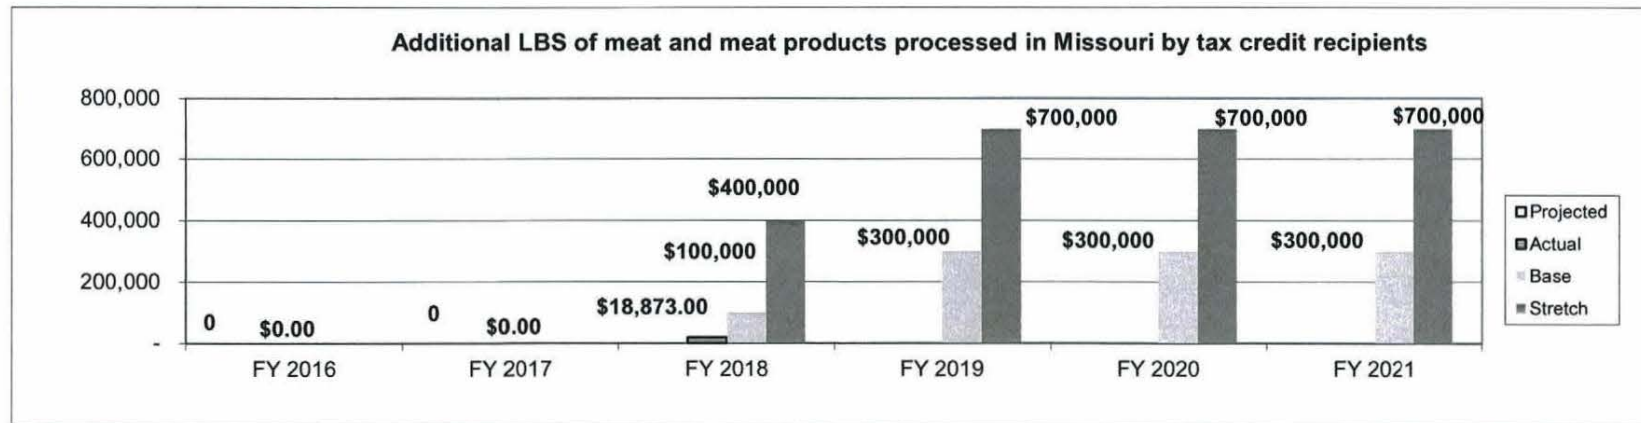 Additional LBS of meat and meat products processed in Missouri by tax credit recipients
800,000
600,000
400,000
200,000
-
0
$0.00
0
$0.00
$18,873.00
$100,000
$400,000
$300,000
$700,000
$300,000
$700,000
$300,000
$700,000
FY 2016
FY 2017
FY 2018
FY 2019
FY 2020
FY 2021
Projected
Actual
Base
Stretch